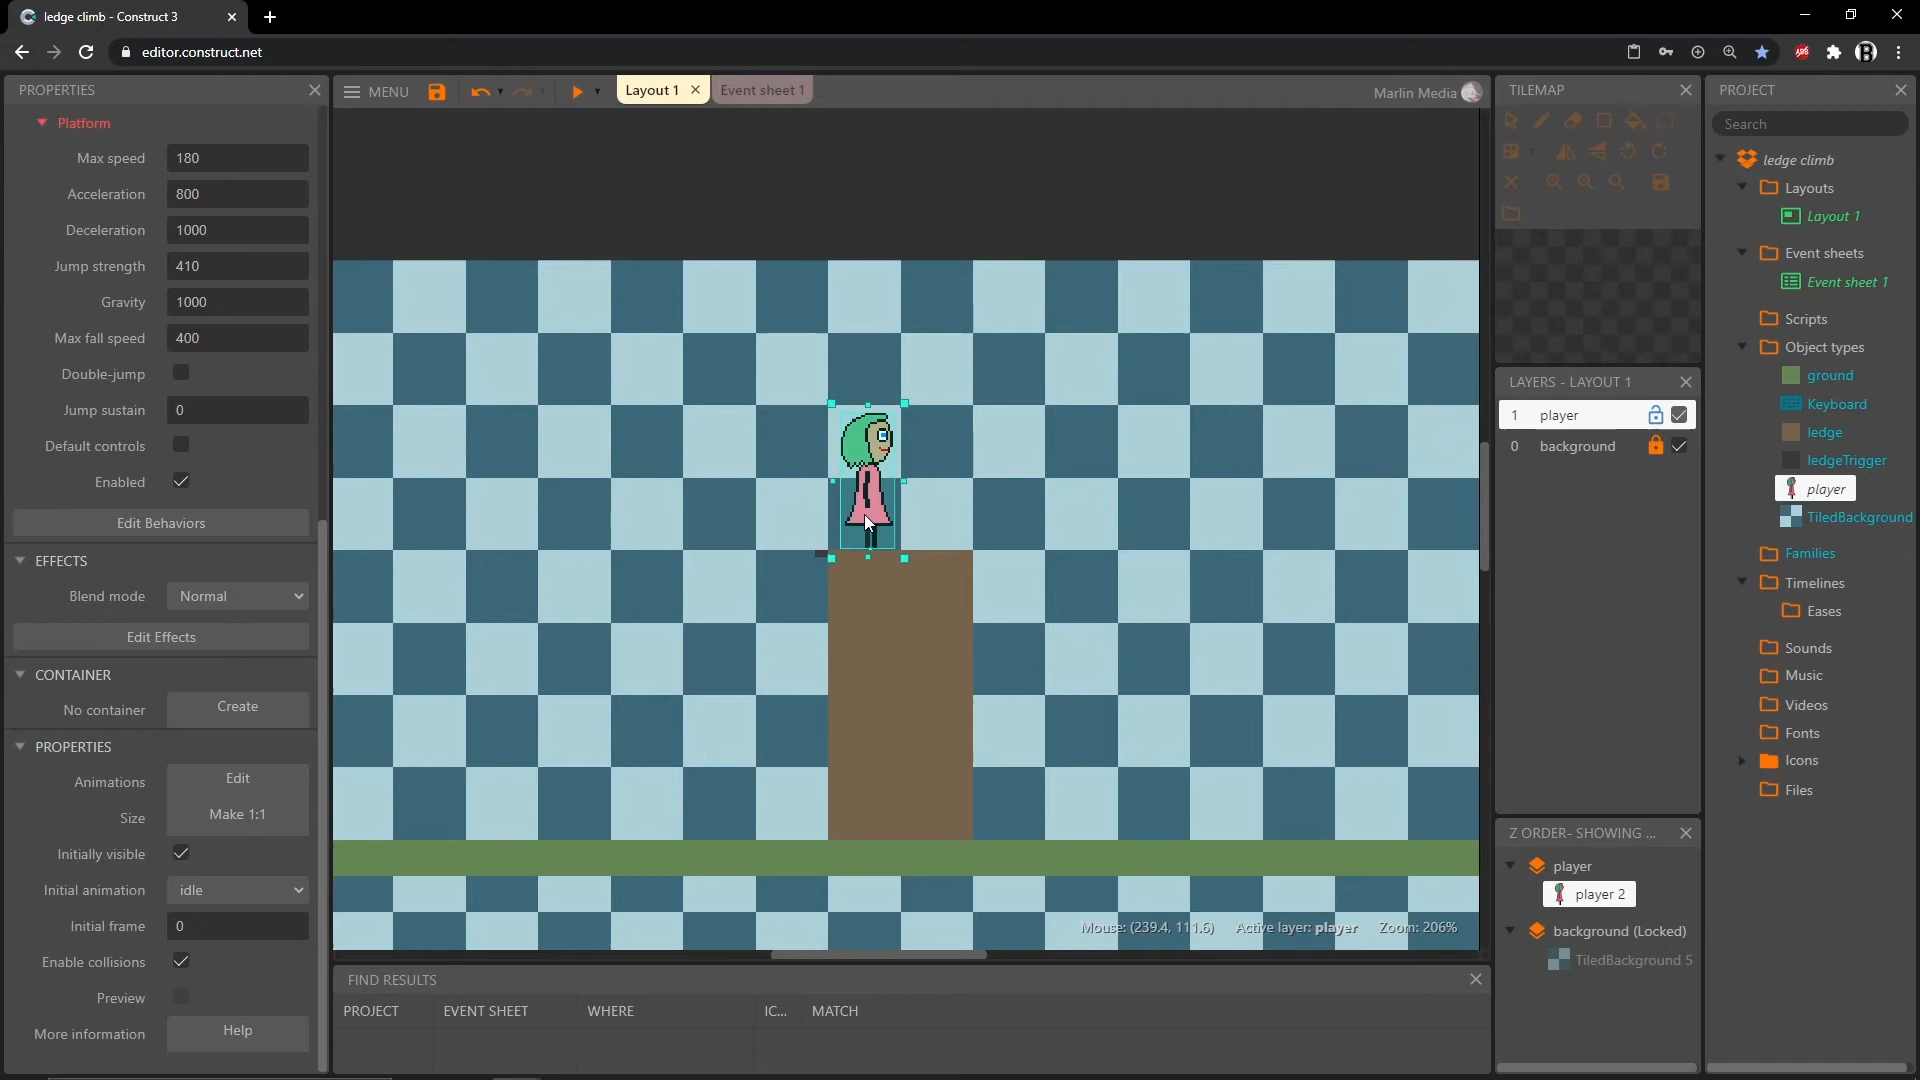 ledge climb - Construct 3
editor.construct.net
PROPERTIES
Platform
Max speed 180
Acceleration 800
Deceleration 1000
Jump strength 410
Gravity 1000
Max fall speed 400
Double-jump
Jump sustain 0
Default controls
Enabled
Edit Behaviors
EFFECTS
Blend mode Normal
Edit Effects
CONTAINER
No container Create
PROPERTIES
Animations Edit
Size Make 1:1
Initially visible
Initial animation idle
Initial frame 0
Enable collisions
Preview
More information Help
MENU
Layout 1
Event sheet 1
Marlin Media
Mouse: (239.4, 111.6) Active layer: player Zoom: 206%
FIND RESULTS
PROJECT EVENT SHEET WHERE IC... MATCH
TILEMAP
LAYERS - LAYOUT 1
1 player
0 background
Z ORDER- SHOWING ...
player
player 2
background (Locked)
TiledBackground 5
PROJECT
Search
ledge climb
Layouts
Layout 1
Event sheets
Event sheet 1
Scripts
Object types
ground
Keyboard
ledge
ledgeTrigger
player
TiledBackground
Families
Timelines
Eases
Sounds
Music
Videos
Fonts
Icons
Files